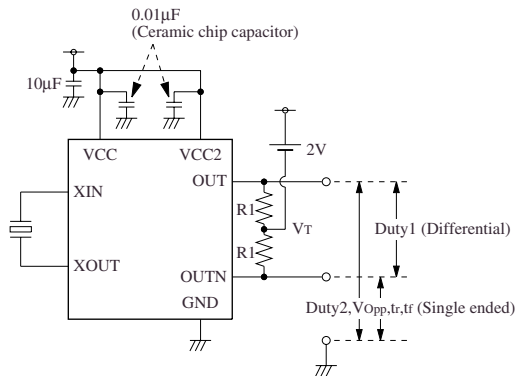 0.01µF
(Ceramic chip capacitor)
10µF
VCC
VCC2
2V
OUT
XIN
R1
VT
Duty1 (Differential)
R1
XOUT
OUTN
GND
Duty2,VOpp,tr,tf (Single ended)